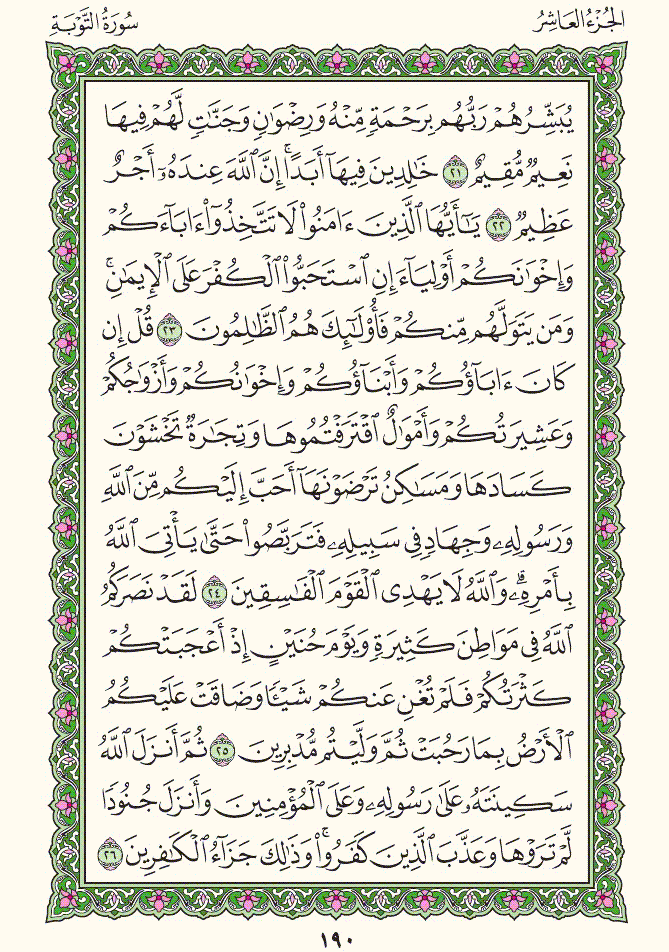 الجُزْءُ العَاشِرُ
سُورَةُ التَّوْبَةِ
يُبَشِّرُهُمْ رَبُّهُم بِرَحْمَةٍ مِّنْهُ وَرِضْوَٰنٍ وَجَنَّـٰتٍ لَّهُمْ فِيهَا
نَعِيمٌ مُّقِيمٌ ٢١ خَـٰلِدِينَ فِيهَآ أَبَدًا ۚ إِنَّ ٱللَّهَ عِندَهُۥٓ أَجْرٌ
عَظِيمٌ ٢٢ يَـٰٓأَيُّهَا ٱلَّذِينَ ءَامَنُوا۟ لَا تَتَّخِذُوٓا۟ ءَابَآءَكُمْ
وَإِخْوَٰنَكُمْ أَوْلِيَآءَ إِنِ ٱسْتَحَبُّوا۟ ٱلْكُفْرَ عَلَى ٱلْإِيمَـٰنِ ۚ
وَمَن يَتَوَلَّهُم مِّنكُمْ فَأُو۟لَـٰٓئِكَ هُمُ ٱلظَّـٰلِمُونَ ٢٣ قُلْ إِن
كَانَ ءَابَآؤُكُمْ وَأَبْنَآؤُكُمْ وَإِخْوَٰنُكُمْ وَأَزْوَٰجُكُمْ
وَعَشِيرَتُكُمْ وَأَمْوَٰلٌ ٱقْتَرَفْتُمُوهَا وَتِجَـٰرَةٌ تَخْشَوْنَ
كَسَادَهَا وَمَسَـٰكِنُ تَرْضَوْنَهَآ أَحَبَّ إِلَيْكُم مِّنَ ٱللَّهِ
وَرَسُولِهِۦ وَجِهَادٍ فِى سَبِيلِهِۦ فَتَرَبَّصُوا۟ حَتَّىٰ يَأْتِىَ ٱللَّهُ
بِأَمْرِهِۦ ۗ وَٱللَّهُ لَا يَهْدِى ٱلْقَوْمَ ٱلْفَـٰسِقِينَ ٢٤ لَقَدْ نَصَرَكُمُ
ٱللَّهُ فِى مَوَاطِنَ كَثِيرَةٍ ۙ وَيَوْمَ حُنَيْنٍ ۙ إِذْ أَعْجَبَتْكُمْ
كَثْرَتُكُمْ فَلَمْ تُغْنِ عَنكُمْ شَيْـًٔا وَضَاقَتْ عَلَيْكُمُ
ٱلْأَرْضُ بِمَا رَحُبَتْ ثُمَّ وَلَّيْتُم مُّدْبِرِينَ ٢٥ ثُمَّ أَنزَلَ ٱللَّهُ
سَكِينَتَهُۥ عَلَىٰ رَسُولِهِۦ وَعَلَى ٱلْمُؤْمِنِينَ وَأَنزَلَ جُنُودًا
لَّمْ تَرَوْهَا وَعَذَّبَ ٱلَّذِينَ كَفَرُوا۟ ۚ وَذَٰلِكَ جَزَآءُ ٱلْكَـٰفِرِينَ ٢٦
١٩٠